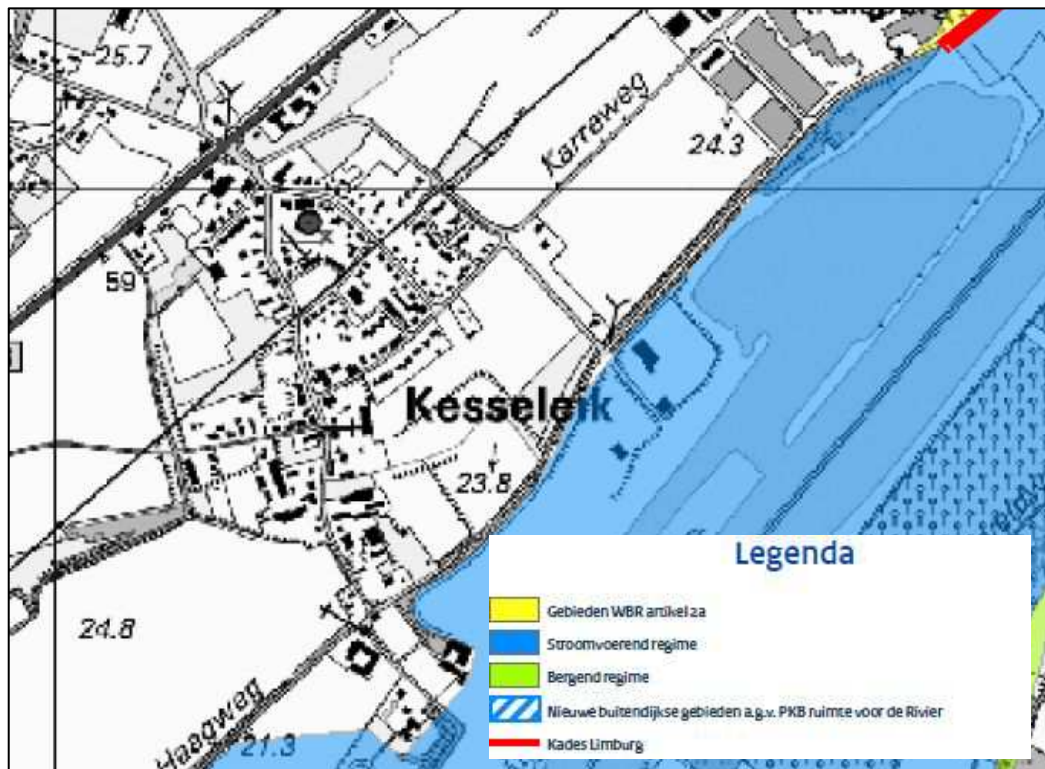 25.7
Karreweg
24.3
59
Kesseleik
23.8
24.8
Haagweg
21.3
Legenda
Gebieden WBR artikel 2a
Stroomvoerend regime
Bergend regime
Nieuwe buitendijkse gebieden a.g.v. PKB ruimte voor de Rivier
Kades Limburg